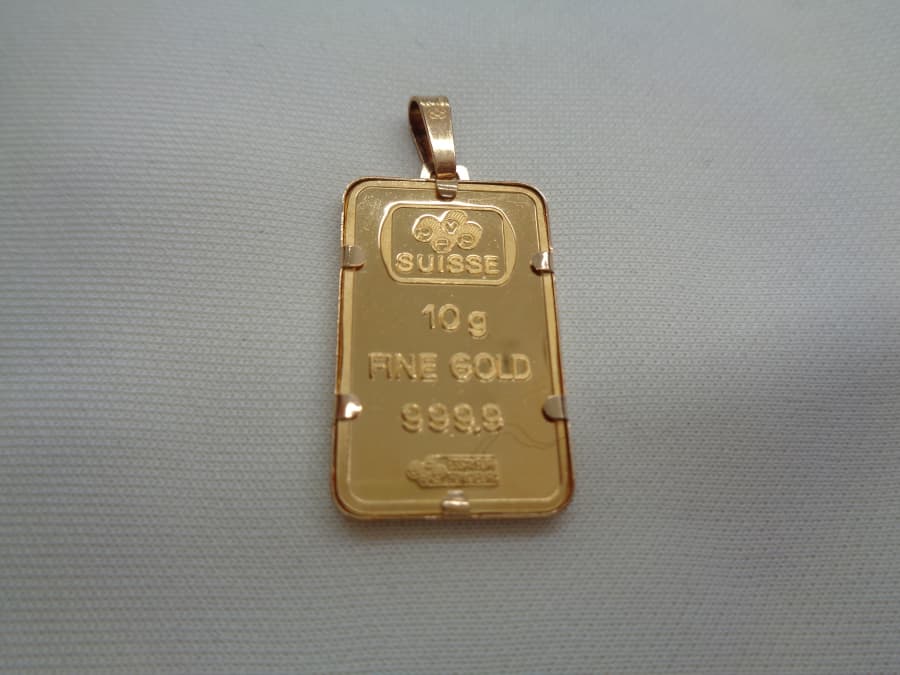 SUISSE
10 g
FINE GOLD
999.9